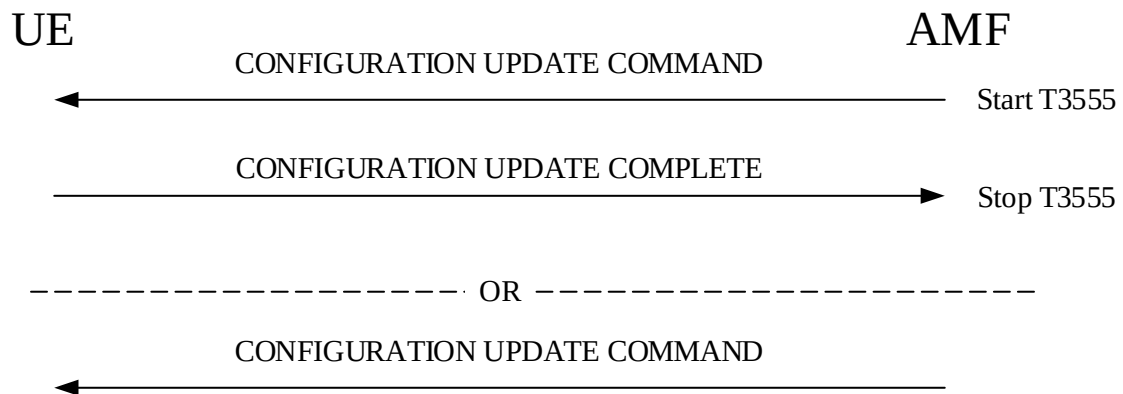 UE
AMF
CONFIGURATION UPDATE COMMAND
Start T3555
CONFIGURATION UPDATE COMPLETE
Stop T3555
OR
CONFIGURATION UPDATE COMMAND